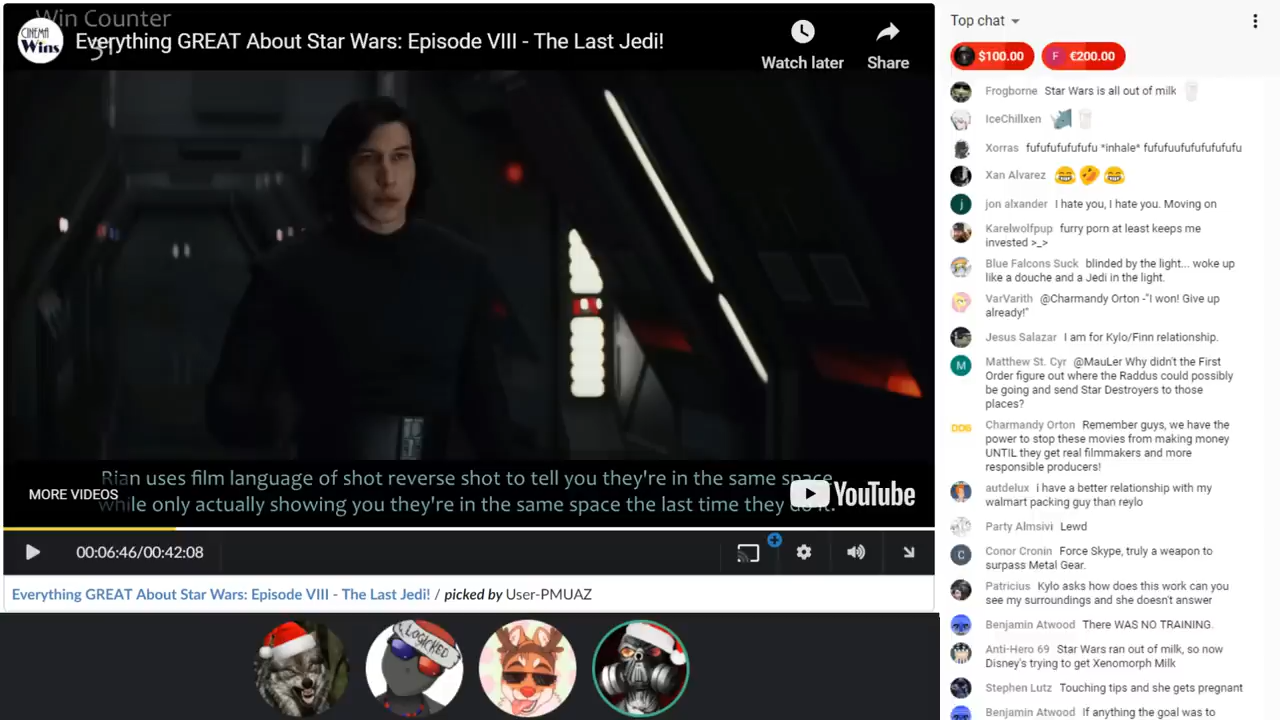 Win Counter
CINEMA
Wins
Everything GREAT About Star Wars: Episode VIII - The Last Jedi!
Watch later
Share
Rian uses film language of shot reverse shot to tell you they're in the same space
while only actually showing you they're in the same space the last time they do it.
MORE VIDEOS
YouTube
00:06:46/00:42:08
Everything GREAT About Star Wars: Episode VIII - The Last Jedi! / picked by User-PMUAZ
LOGICKED
Top chat
$100.00
F €200.00
Frogborne Star Wars is all out of milk
IceChillxen
Xorras fufufufufufufu *inhale* fufufuufufufufufufu
Xan Alvarez
j jon alxander I hate you, I hate you. Moving on
Karelwolfpup furry porn at least keeps me
invested >_>
Blue Falcons Suck blinded by the light... woke up
like a douche and a Jedi in the light.
VarVarith @Charmandy Orton -"I won! Give up
already!"
Jesus Salazar I am for Kylo/Finn relationship.
M Matthew St. Cyr @MauLer Why didn't the First
Order figure out where the Raddus could possibly
be going and send Star Destroyers to those
places?
Charmandy Orton Remember guys, we have the
power to stop these movies from making money
UNTIL they get real filmmakers and more
responsible producers!
autdelux i have a better relationship with my
walmart packing guy than reylo
Party Almsivi Lewd
C Conor Cronin Force Skype, truly a weapon to
surpass Metal Gear.
Patricius Kylo asks how does this work can you
see my surroundings and she doesn't answer
Benjamin Atwood There WAS NO TRAINING.
Anti-Hero 69 Star Wars ran out of milk, so now
Disney's trying to get Xenomorph Milk
Stephen Lutz Touching tips and she gets pregnant
Benjamin Atwood If anything the goal was to